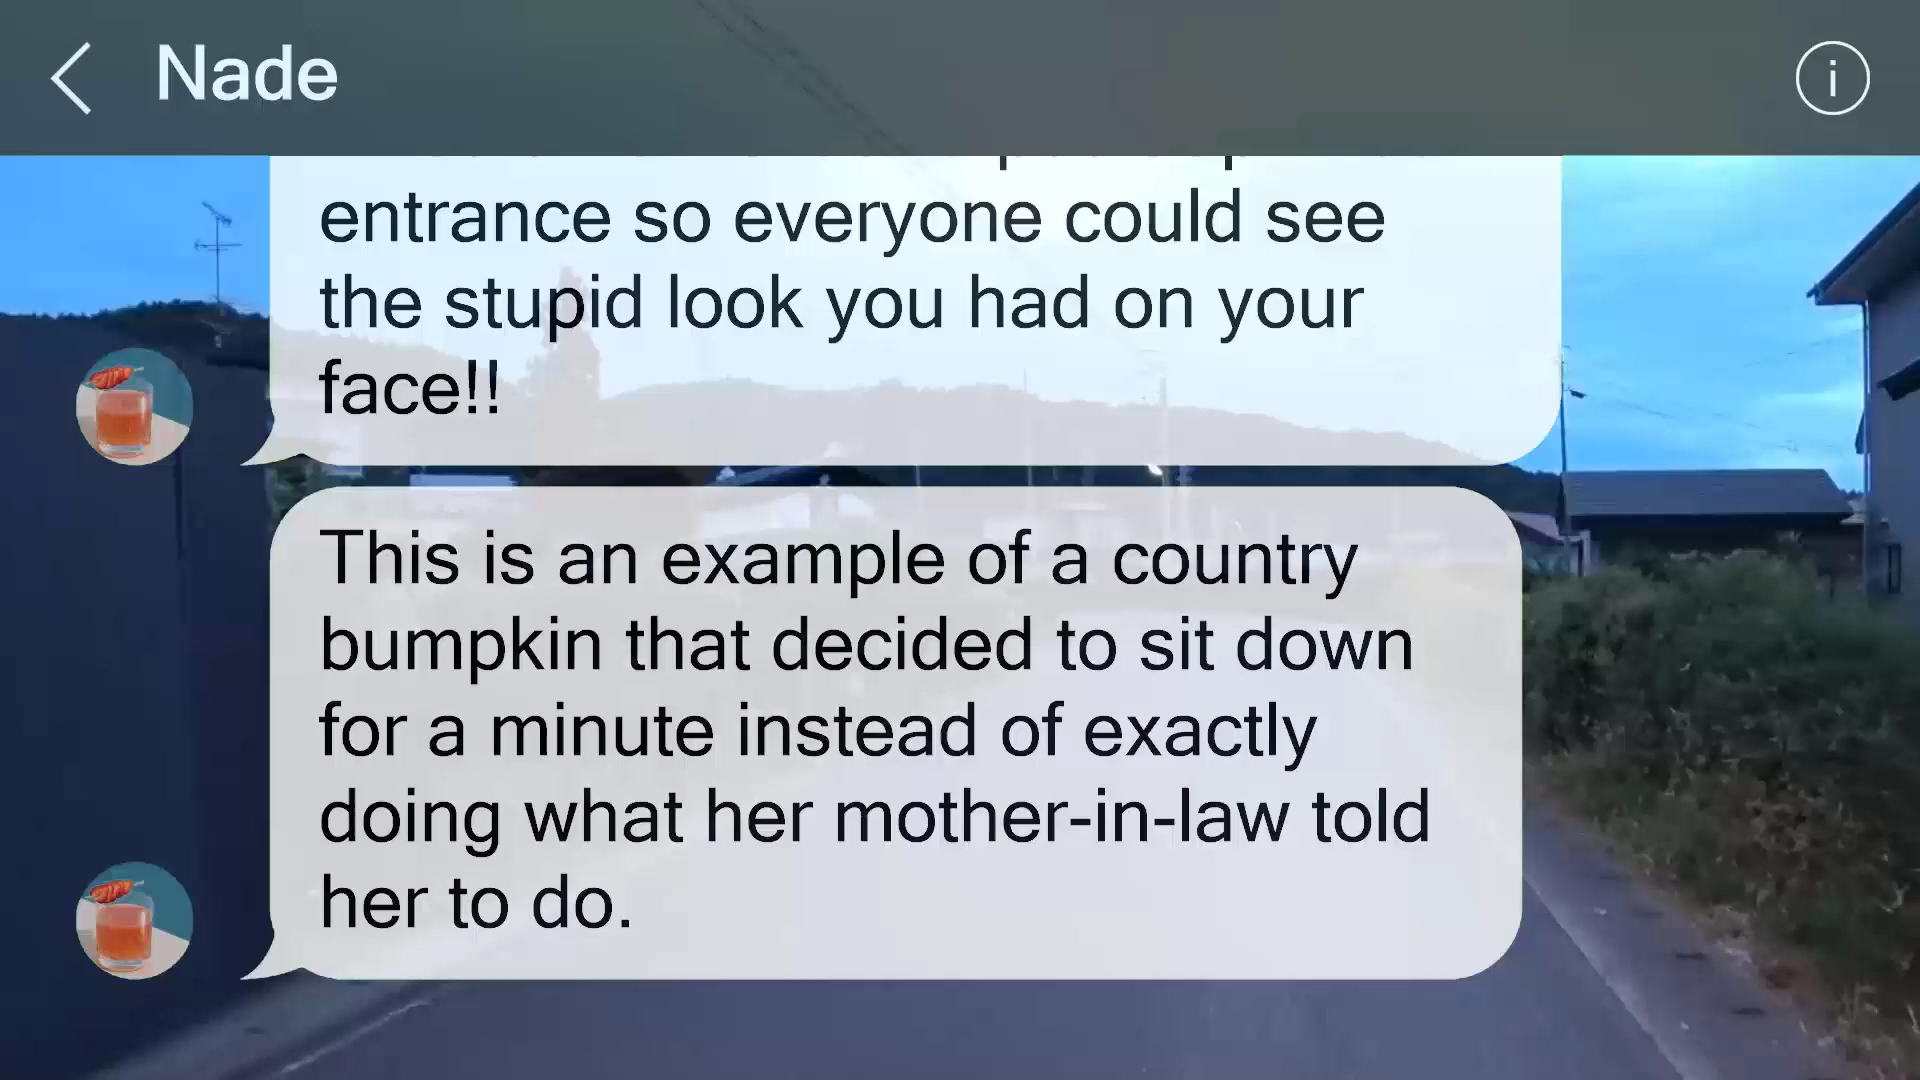 Nade
entrance so everyone could see
the stupid look you had on your
face!!
This is an example of a country
bumpkin that decided to sit down
for a minute instead of exactly
doing what her mother-in-law told
her to do.